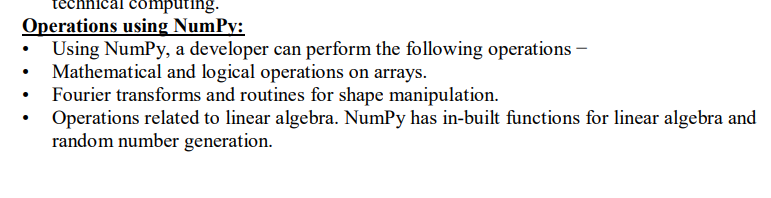 technical computing.
Operations using NumPy:
• Using NumPy, a developer can perform the following operations −
• Mathematical and logical operations on arrays.
• Fourier transforms and routines for shape manipulation.
• Operations related to linear algebra. NumPy has in-built functions for linear algebra and
random number generation.